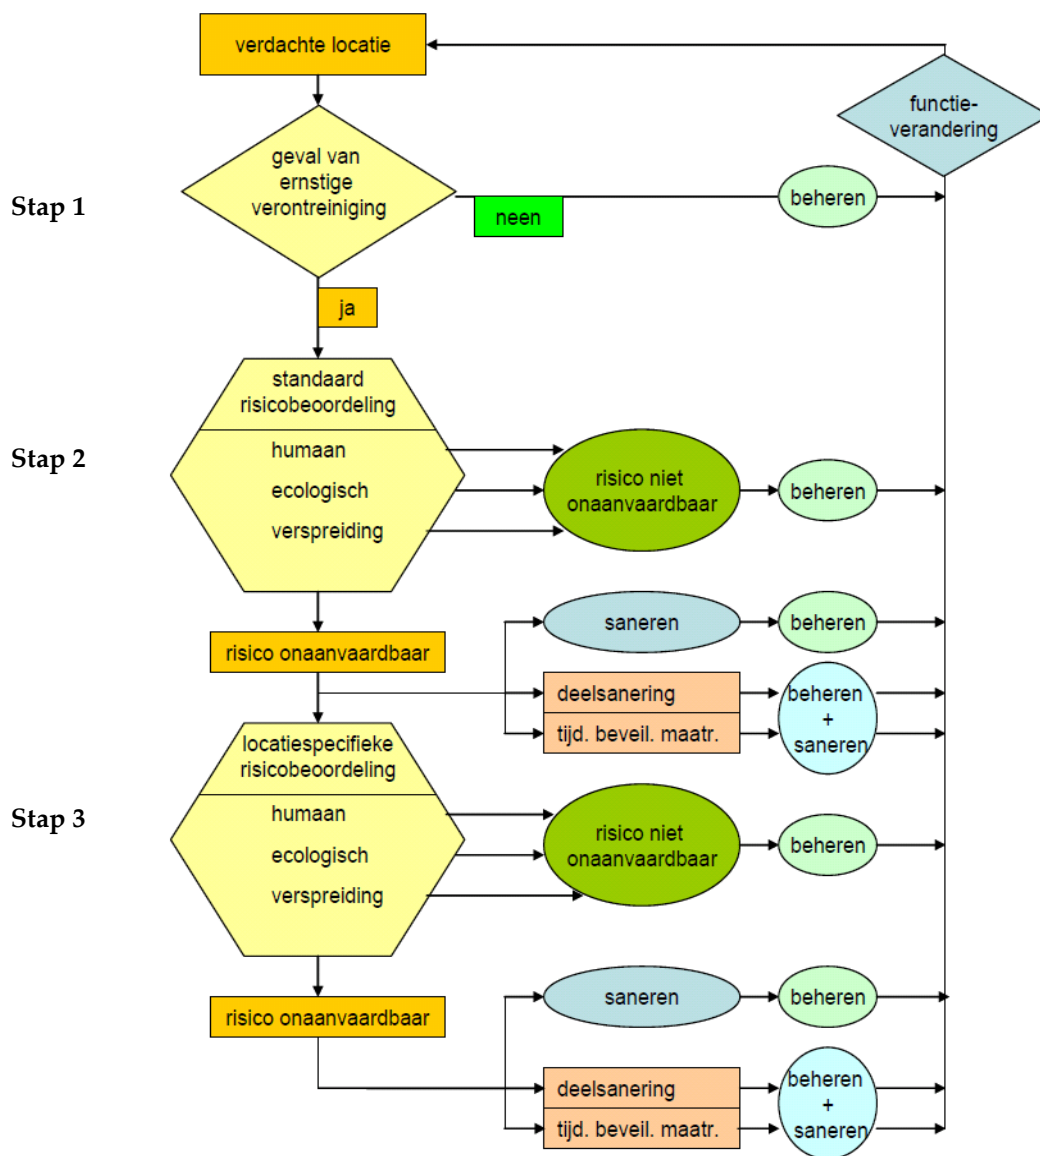 verdachte locatie
functie-
verandering
geval van
ernstige
verontreiniging
Stap 1
neen
beheren
ja
standaard
risicobeoordeling
Stap 2
humaan
ecologisch
verspreiding
risico niet
onaanvaardbaar
beheren
risico onaanvaardbaar
saneren
beheren
deelsanering
tijd. beveil. maatr.
beheren
+
saneren
locatiespecifieke
risicobeoordeling
Stap 3
humaan
ecologisch
verspreiding
risico niet
onaanvaardbaar
beheren
risico onaanvaardbaar
saneren
beheren
deelsanering
tijd. beveil. maatr.
beheren
+
saneren